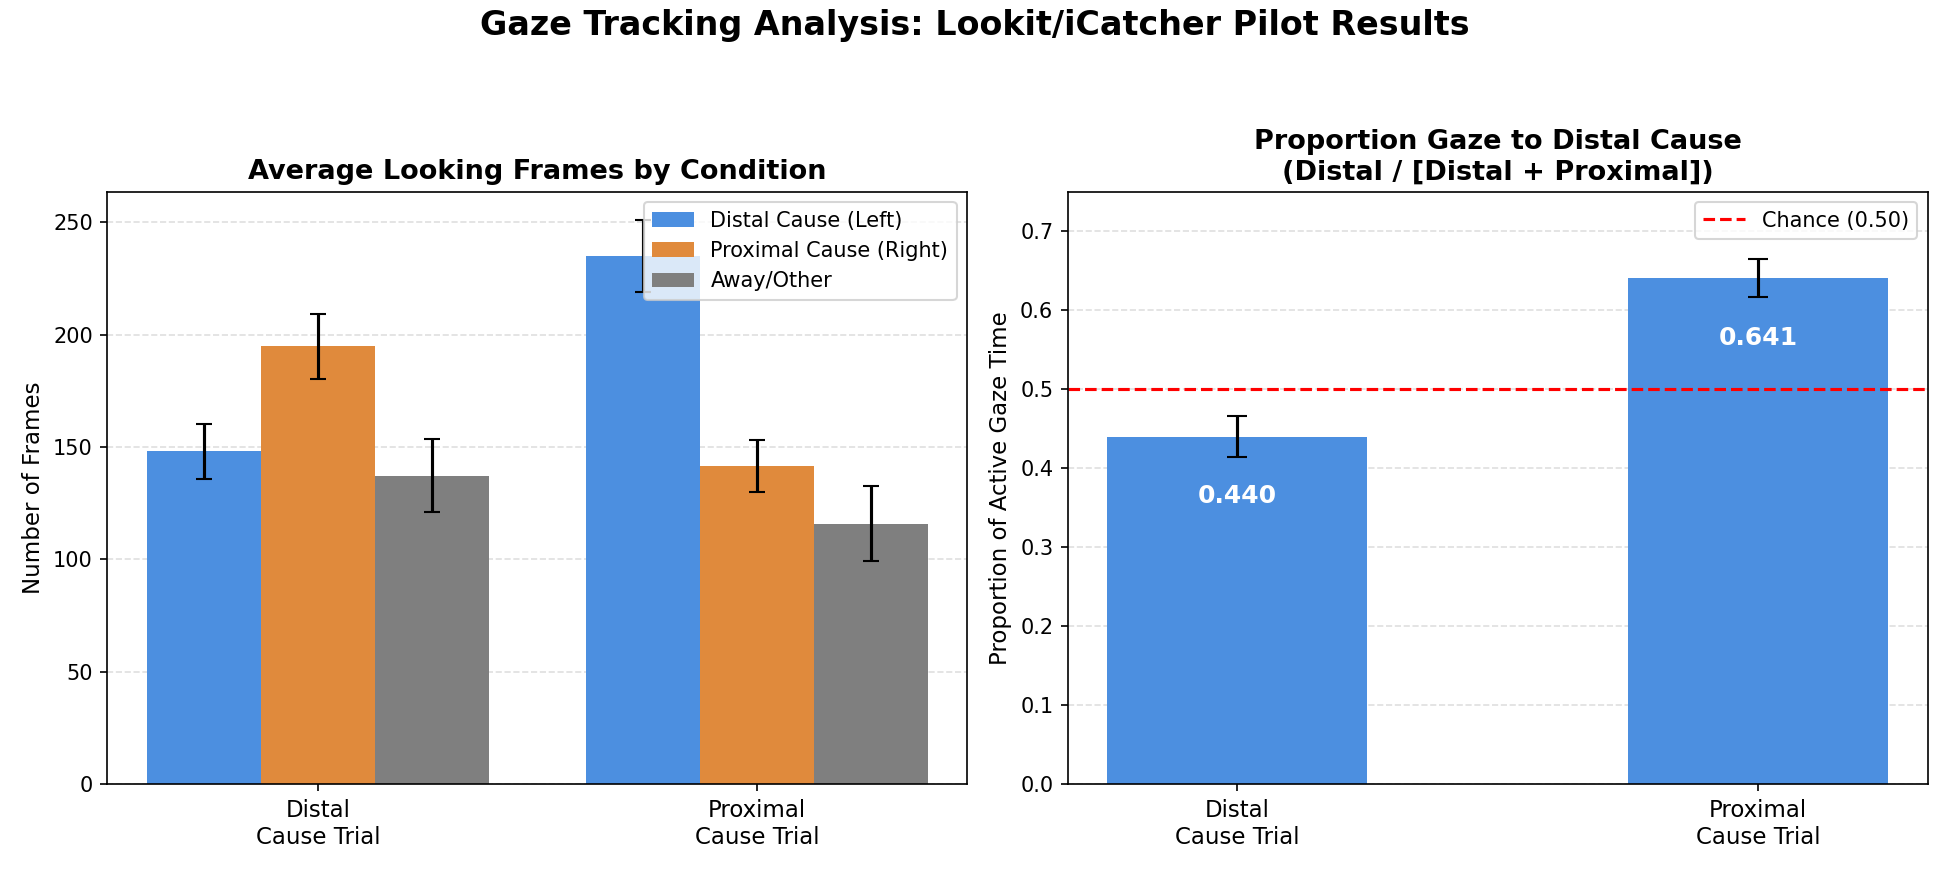 Gaze Tracking Analysis: Lookit/iCatcher Pilot Results
Average Looking Frames by Condition
Number of Frames
250
200
150
100
50
0
Distal Cause (Left)
Proximal Cause (Right)
Away/Other
Distal
Cause Trial
Proximal
Cause Trial
Proportion Gaze to Distal Cause
(Distal / [Distal + Proximal])
Proportion of Active Gaze Time
0.7
0.6
0.5
0.4
0.3
0.2
0.1
0.0
Chance (0.50)
0.440
0.641
Distal
Cause Trial
Proximal
Cause Trial